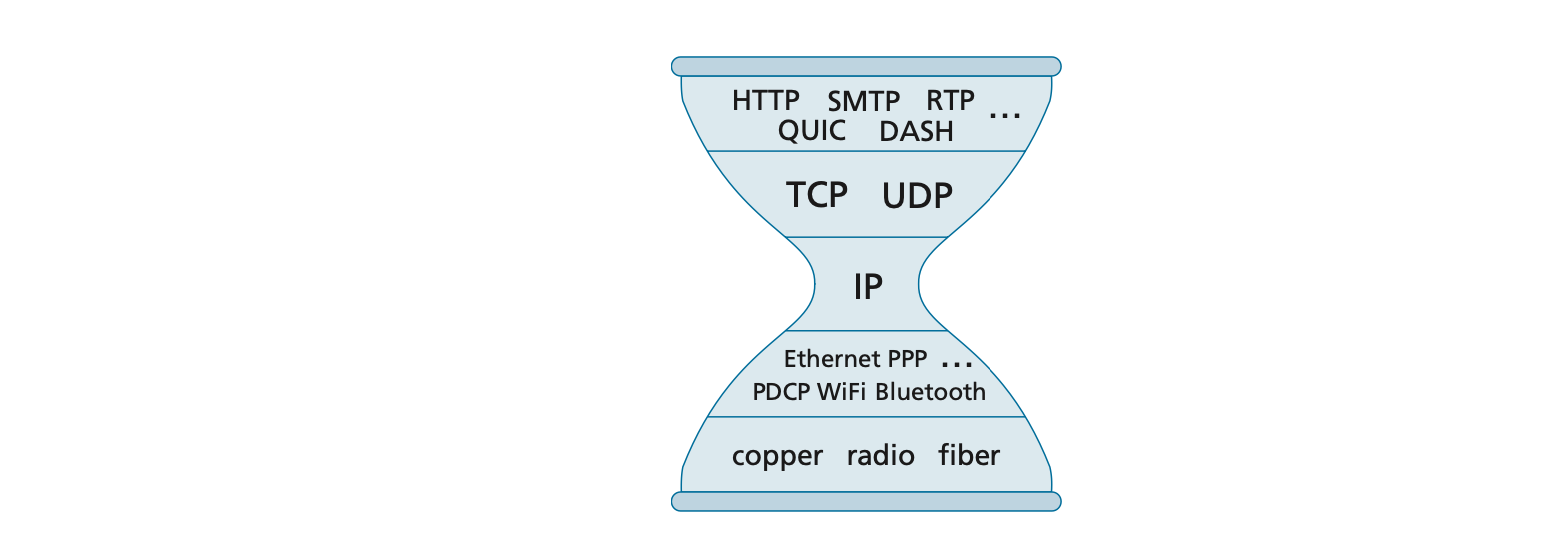 HTTP SMTP RTP ...
QUIC DASH
TCP UDP
IP
Ethernet PPP ...
PDCP WiFi Bluetooth
copper radio fiber